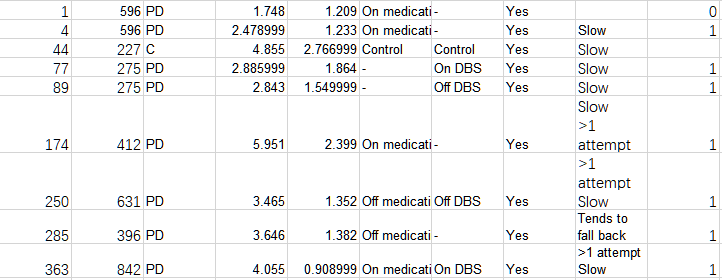 1 596 PD 1.748 1.209 On medicati - Yes 0
4 596 PD 2.478999 1.233 On medicati - Yes Slow 1
44 227 C 4.855 2.766999 Control Control Yes Slow
77 275 PD 2.885999 1.864 - On DBS Yes Slow 1
89 275 PD 2.843 1.549999 - Off DBS Yes Slow 1
Slow
>1
174 412 PD 5.951 2.399 On medicati - Yes attempt 1
>1
attempt
250 631 PD 3.465 1.352 Off medicati Off DBS Yes Slow 1
Tends to
285 396 PD 3.646 1.382 Off medicati - Yes fall back 1
>1 attempt
363 842 PD 4.055 0.908999 On medicati On DBS Yes Slow 1